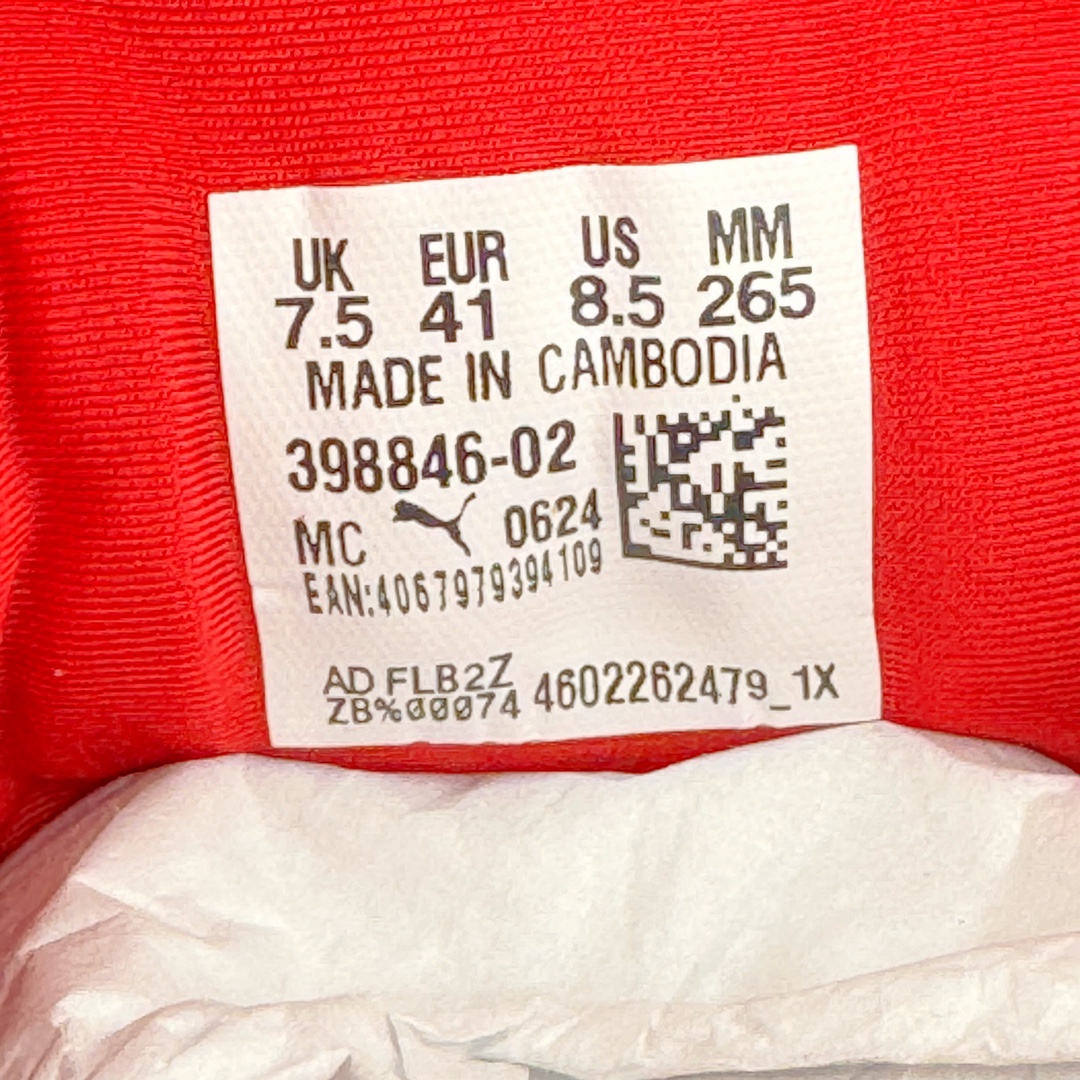 UK EUR US MM
7.5 41 8.5 265
MADE IN CAMBODIA
398846-02
MC 0624
EAN:4067979394109
AD FLB2Z
ZB%00074 4602262479_1X